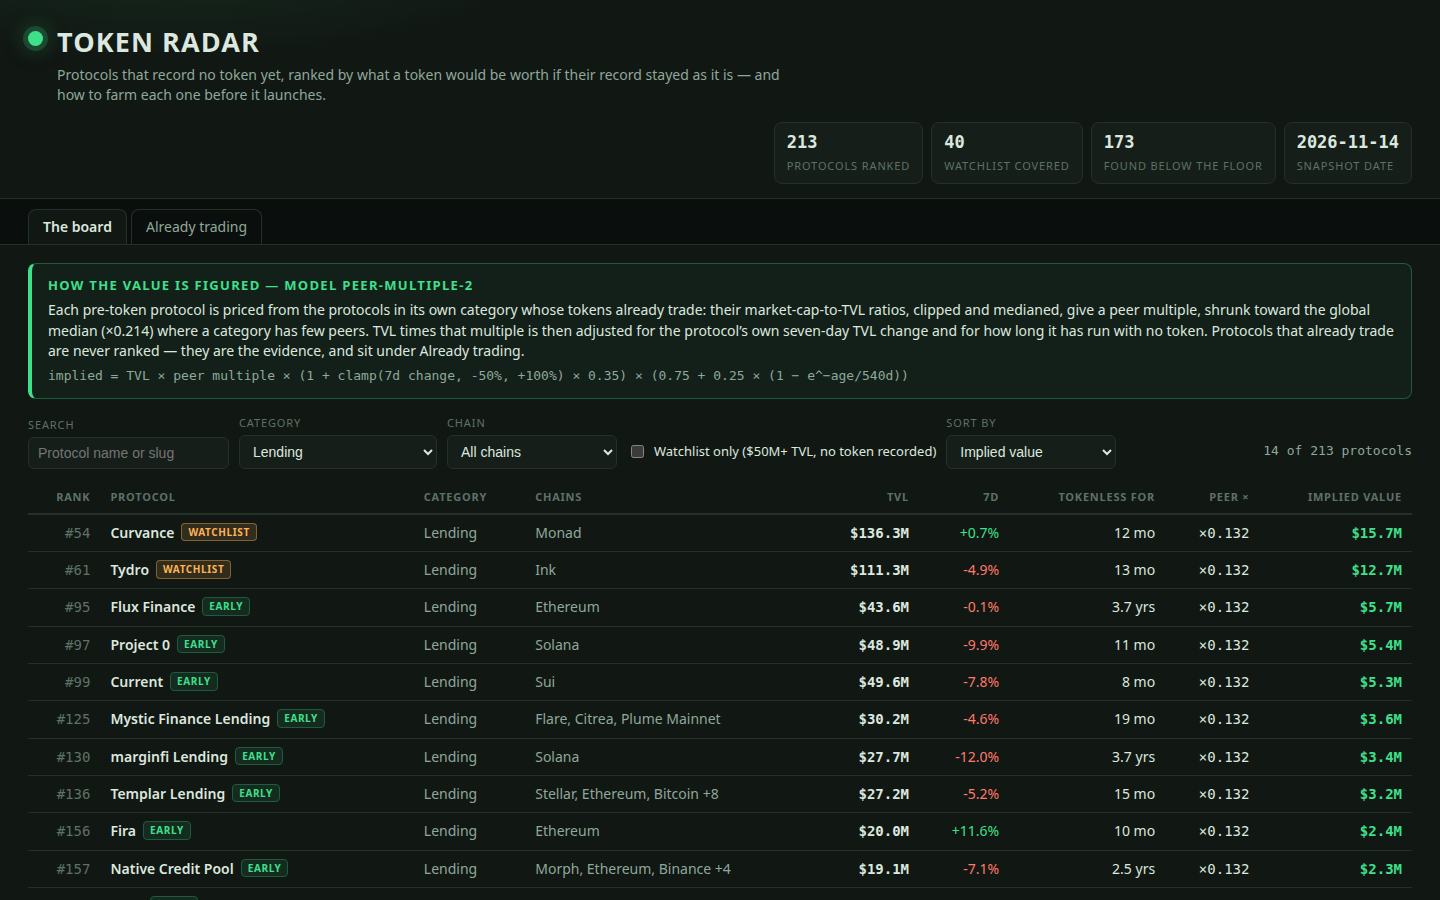 TOKEN RADAR
Protocols that record no token yet, ranked by what a token would be worth if their record stayed as it is — and
how to farm each one before it launches.
213
PROTOCOLS RANKED
40
WATCHLIST COVERED
173
FOUND BELOW THE FLOOR
2026-11-14
SNAPSHOT DATE
The board
Already trading
HOW THE VALUE IS FIGURED — MODEL PEER-MULTIPLE-2
Each pre-token protocol is priced from the protocols in its own category whose tokens already trade: their market-cap-to-TVL ratios, clipped and medianed, give a peer multiple, shrunk toward the global
median (×0.214) where a category has few peers. TVL times that multiple is then adjusted for the protocol's own seven-day TVL change and for how long it has run with no token. Protocols that already trade
are never ranked — they are the evidence, and sit under Already trading.
implied = TVL × peer multiple × (1 + clamp(7d change, -50%, +100%) × 0.35) × (0.75 + 0.25 × (1 − e^−age/540d))
SEARCH
Protocol name or slug
CATEGORY
Lending
CHAIN
All chains
Watchlist only ($50M+ TVL, no token recorded)
SORT BY
Implied value
14 of 213 protocols
RANK PROTOCOL CATEGORY CHAINS TVL 7D TOKENLESS FOR PEER × IMPLIED VALUE
#54 Curvance WATCHLIST Lending Monad $136.3M +0.7% 12 mo ×0.132 $15.7M
#61 Tydro WATCHLIST Lending Ink $111.3M -4.9% 13 mo ×0.132 $12.7M
#95 Flux Finance EARLY Lending Ethereum $43.6M -0.1% 3.7 yrs ×0.132 $5.7M
#97 Project 0 EARLY Lending Solana $48.9M -9.9% 11 mo ×0.132 $5.4M
#99 Current EARLY Lending Sui $49.6M -7.8% 8 mo ×0.132 $5.3M
#125 Mystic Finance Lending EARLY Lending Flare, Citrea, Plume Mainnet $30.2M -4.6% 19 mo ×0.132 $3.6M
#130 marginfi Lending EARLY Lending Solana $27.7M -12.0% 3.7 yrs ×0.132 $3.4M
#136 Templar Lending EARLY Lending Stellar, Ethereum, Bitcoin +8 $27.2M -5.2% 15 mo ×0.132 $3.2M
#156 Fira EARLY Lending Ethereum $20.0M +11.6% 10 mo ×0.132 $2.4M
#157 Native Credit Pool EARLY Lending Morph, Ethereum, Binance +4 $19.1M -7.1% 2.5 yrs ×0.132 $2.3M